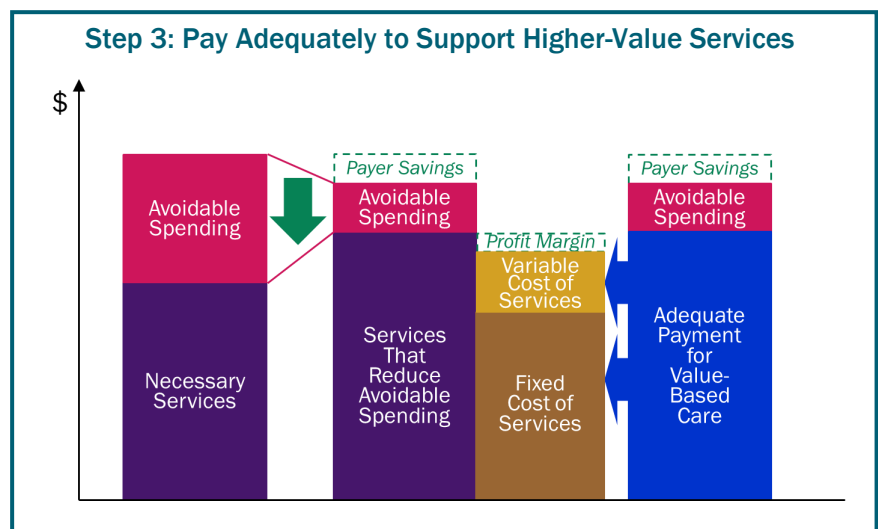 Step 3: Pay Adequately to Support Higher-Value Services
$
Avoidable
Spending
Necessary
Services
Payer Savings
Avoidable
Spending
Services
That
Reduce
Avoidable
Spending
Profit Margin
Variable
Cost of
Services
Fixed
Cost of
Services
Payer Savings
Avoidable
Spending
Adequate
Payment
for
Value-
Based
Care